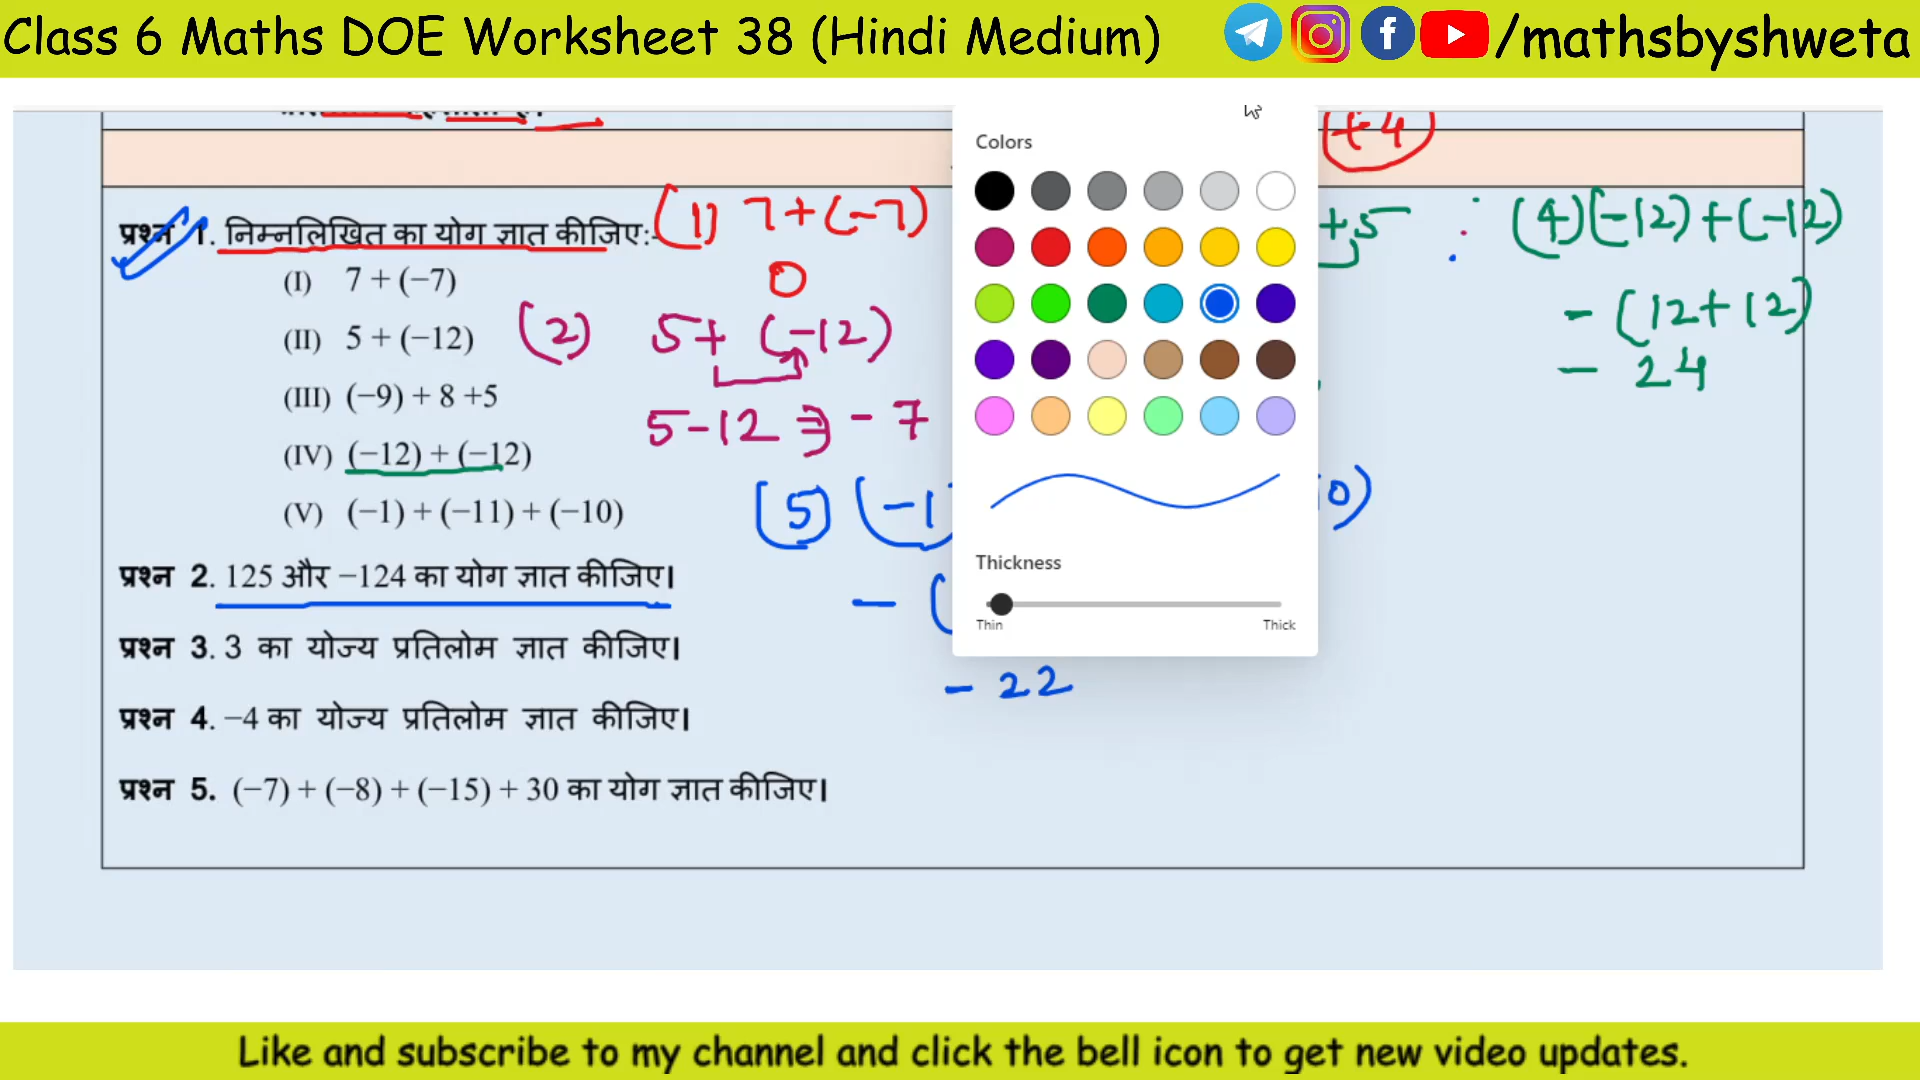 Class 6 Maths DOE Worksheet 38 (Hindi Medium)
/mathsbyshweta
(+4
प्रश्न 1. निम्नलिखित का योग ज्ञात कीजिए:-
(I) 7 + (−7)
(II) 5 + (−12)
(III) (−9) + 8 +5
(IV) (−12) + (−12)
(V) (−1) + (−11) + (−10)
प्रश्न 2. 125 और −124 का योग ज्ञात कीजिए।
प्रश्न 3. 3 का योज्य प्रतिलोम ज्ञात कीजिए।
प्रश्न 4. −4 का योज्य प्रतिलोम ज्ञात कीजिए।
प्रश्न 5. (−7) + (−8) + (−15) + 30 का योग ज्ञात कीजिए।
(1) 7+(-7)
0
(2) 5+ (-12)
5-12 ⇒ - 7
(5) (-1
0)
- (
- 22
+5
(4)(-12)+(-12)
- (12+12)
- 24
Colors
Thickness
Thin
Thick
Like and subscribe to my channel and click the bell icon to get new video updates.